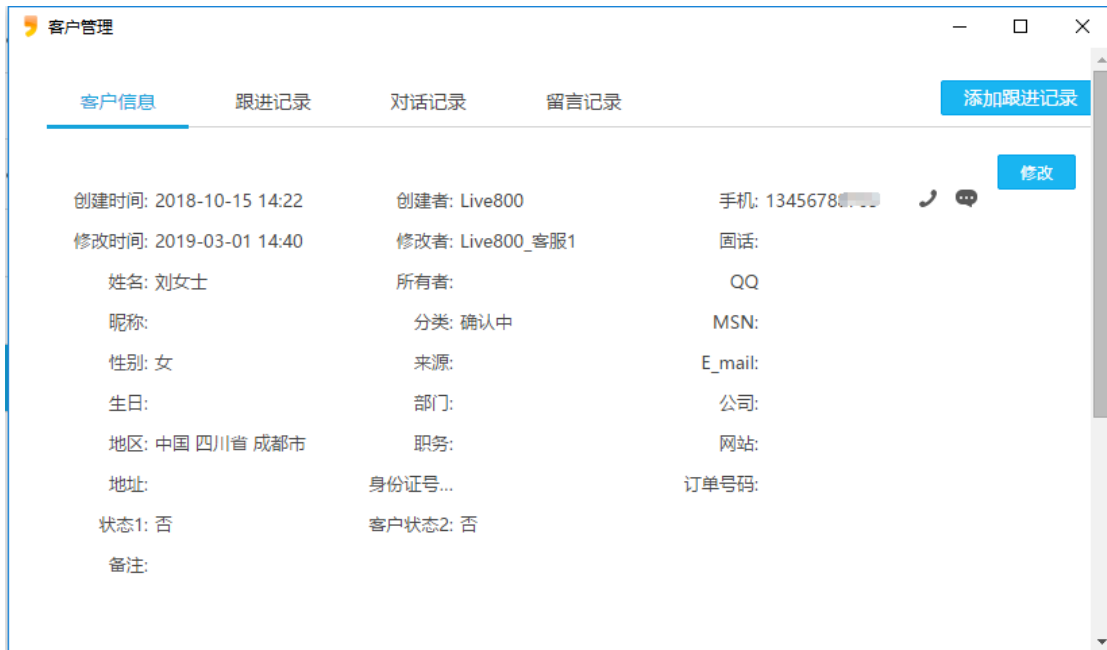 客户管理
客户信息 跟进记录 对话记录 留言记录 添加跟进记录
修改
创建时间: 2018-10-15 14:22 创建者: Live800 手机: 13456788
修改时间: 2019-03-01 14:40 修改者: Live800_客服1 固话:
姓名: 刘女士 所有者: QQ
昵称: 分类: 确认中 MSN:
性别: 女 来源: E_mail:
生日: 部门: 公司:
地区: 中国 四川省 成都市 职务: 网站:
地址: 身份证号... 订单号码:
状态1: 否 客户状态2: 否
备注: